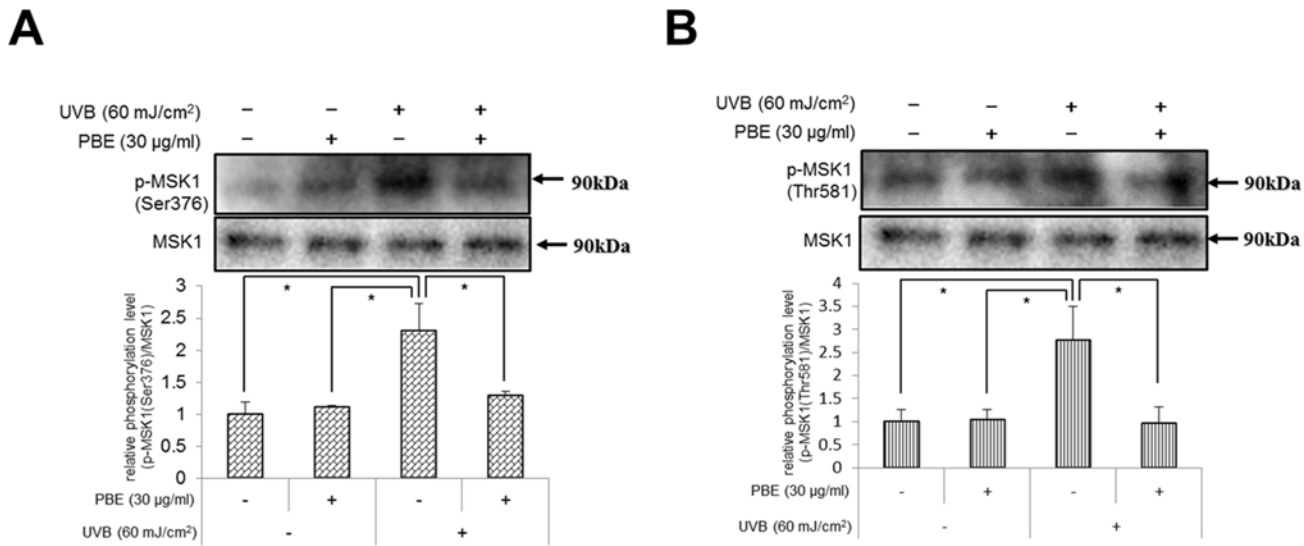 A
UVB (60 mJ/cm²) – – + +
PBE (30 µg/ml) – + – +
p-MSK1
(Ser376)
90kDa
MSK1
90kDa
relative phosphorylation level
(p-MSK1(Ser376)/MSK1)
3
2.5
2
1.5
1
0.5
0
* * *
PBE (30 µg/ml) - + - +
UVB (60 mJ/cm²) - +
B
UVB (60 mJ/cm²) – – + +
PBE (30 µg/ml) – + – +
p-MSK1
(Thr581)
90kDa
MSK1
90kDa
relative phosphorylation level
(p-MSK1(Thr581)/MSK1)
4
3.5
3
2.5
2
1.5
1
0.5
0
* * *
PBE (30 µg/ml) - + - +
UVB (60 mJ/cm²) - +